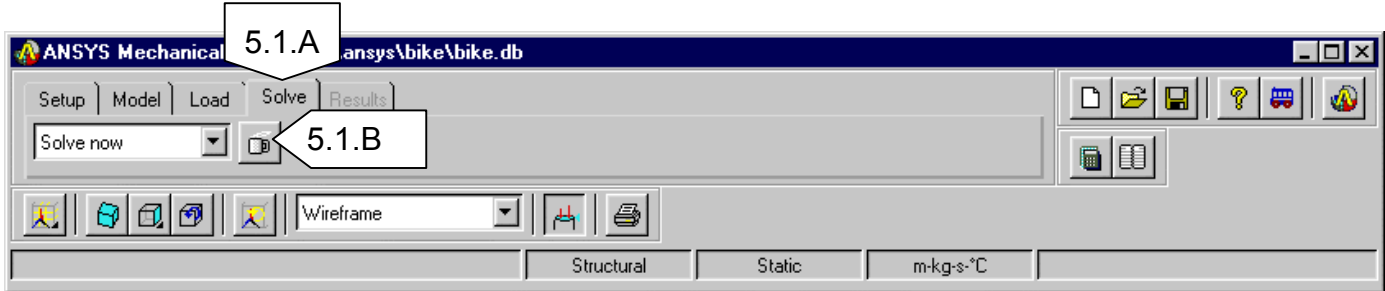 5.1.A
ANSYS Mechanical .ansys\bike\bike.db
Setup Model Load Solve Results
Solve now
5.1.B
Wireframe
Structural Static m-kg-s-°C